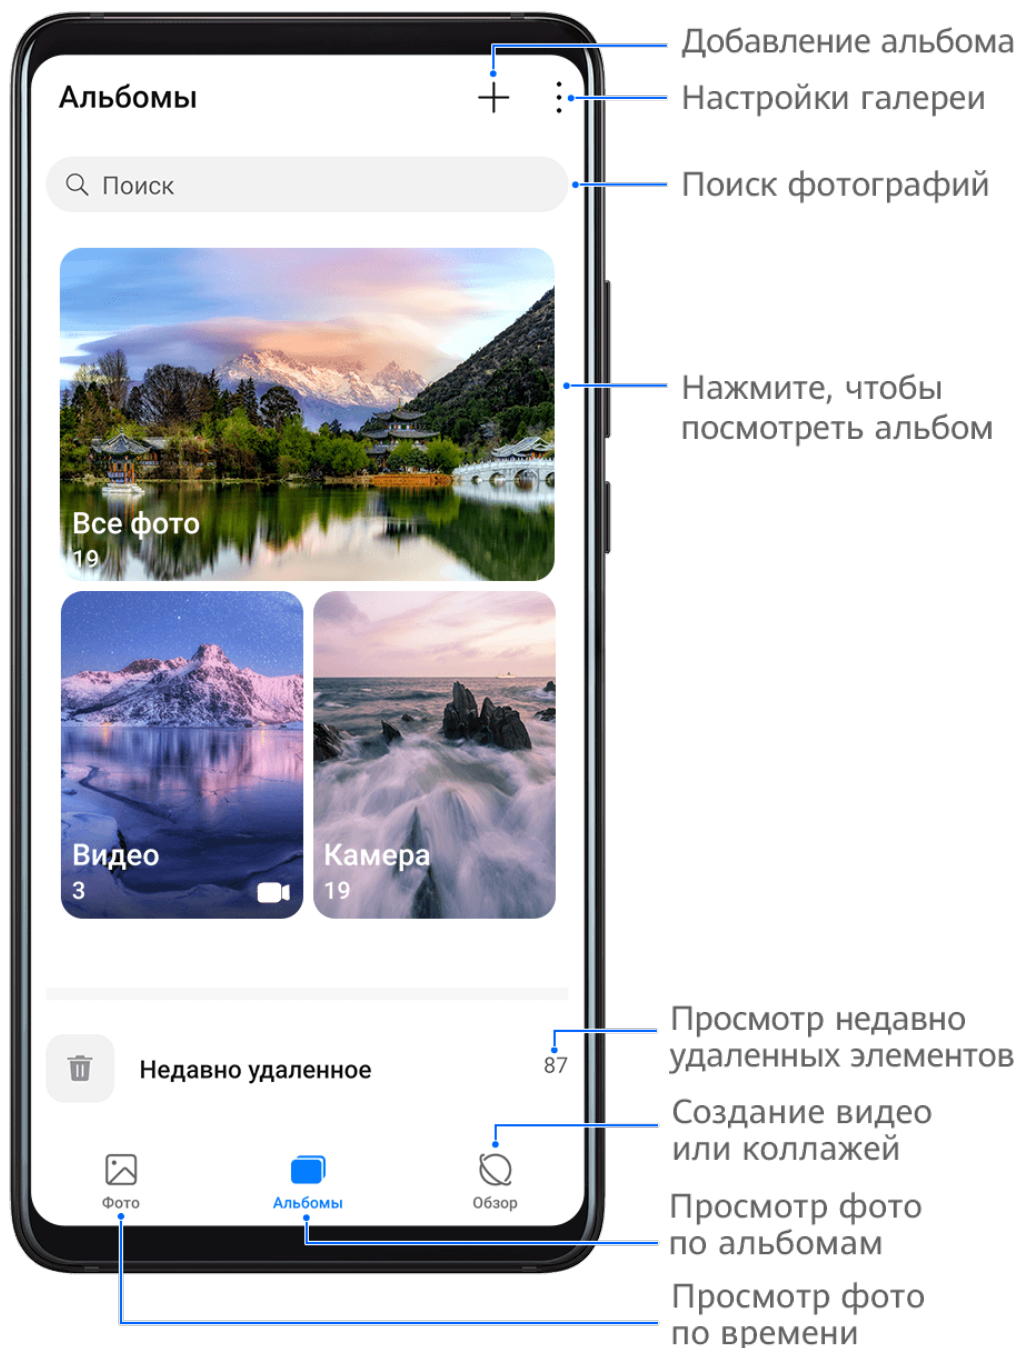 Добавление альбома
Альбомы
Настройки галереи
Поиск
Поиск фотографий
Нажмите, чтобы
посмотреть альбом
Все фото
19
Видео
3
Камера
19
Просмотр недавно
удаленных элементов
Недавно удаленное
87
Создание видео
или коллажей
Фото
Альбомы
Обзор
Просмотр фото
по альбомам
Просмотр фото
по времени